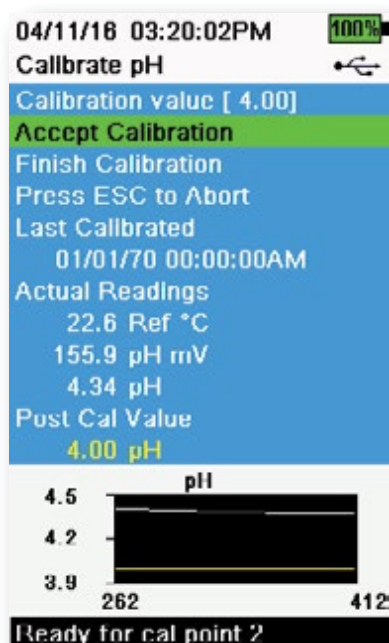 04/11/16 03:20:02PM 100%
Calibrate pH
Calibration value [ 4.00]
Accept Calibration
Finish Calibration
Press ESC to Abort
Last Calibrated
01/01/70 00:00:00AM
Actual Readings
22.6 Ref °C
155.9 pH mV
4.34 pH
Post Cal Value
4.00 pH
pH
4.5
4.2
3.9
262 412
Ready for cal point 2